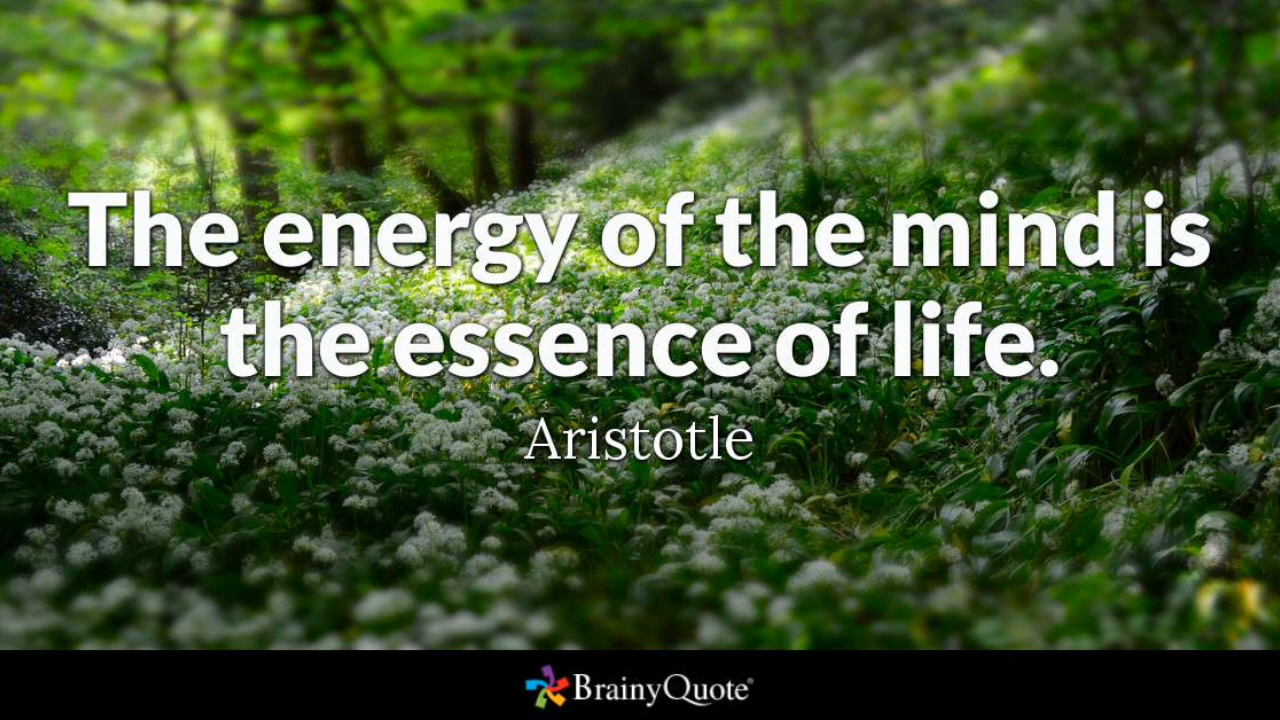 The energy of the mind is
the essence of life.
Aristotle
BrainyQuote®